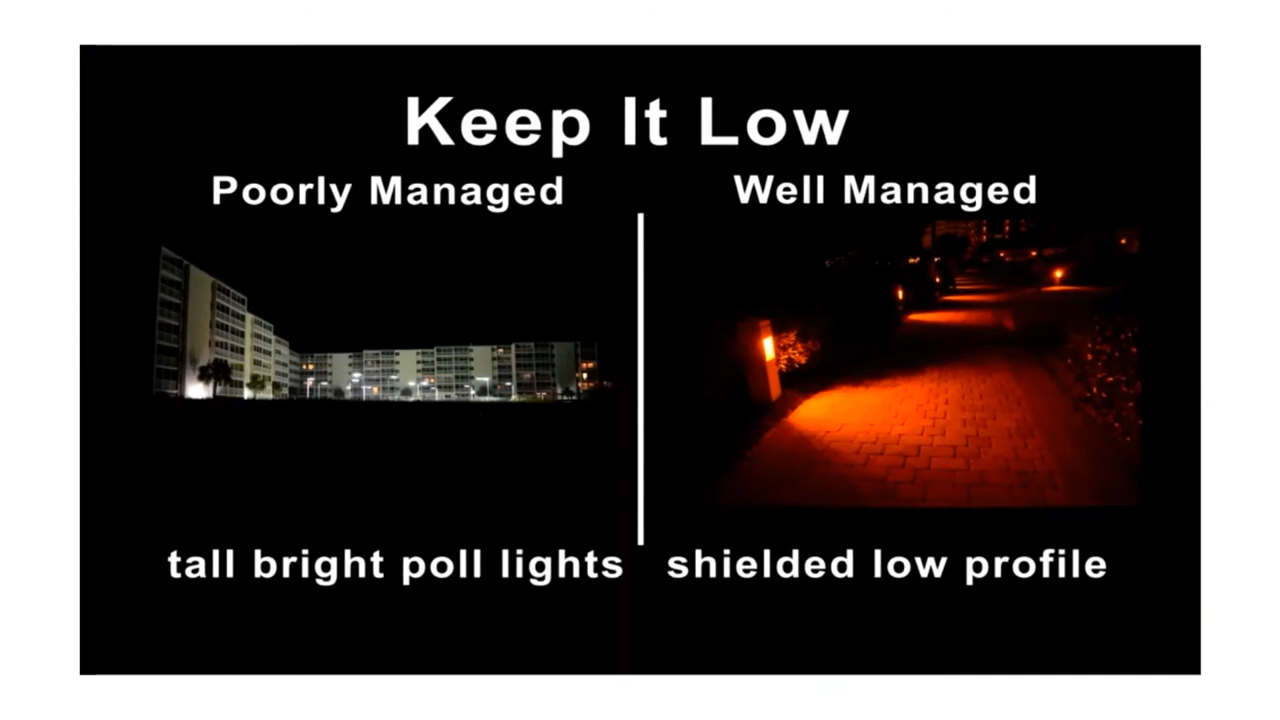 Keep It Low
Poorly Managed
Well Managed
tall bright poll lights
shielded low profile